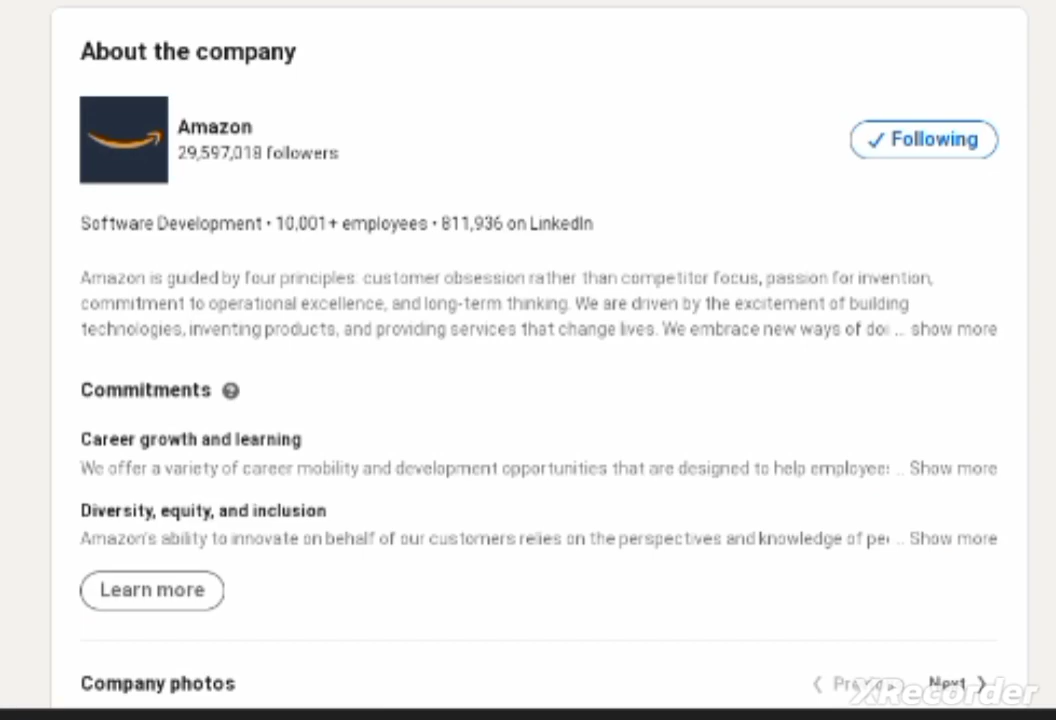 About the company
Amazon
29,597,018 followers
✓ Following
Software Development • 10,001+ employees • 811,936 on LinkedIn
Amazon is guided by four principles: customer obsession rather than competitor focus, passion for invention,
commitment to operational excellence, and long-term thinking. We are driven by the excitement of building
technologies, inventing products, and providing services that change lives. We embrace new ways of doi ... show more
Commitments
Career growth and learning
We offer a variety of career mobility and development opportunities that are designed to help employees ... Show more
Diversity, equity, and inclusion
Amazon's ability to innovate on behalf of our customers relies on the perspectives and knowledge of pe ... Show more
Learn more
Company photos
Next
XRecorder